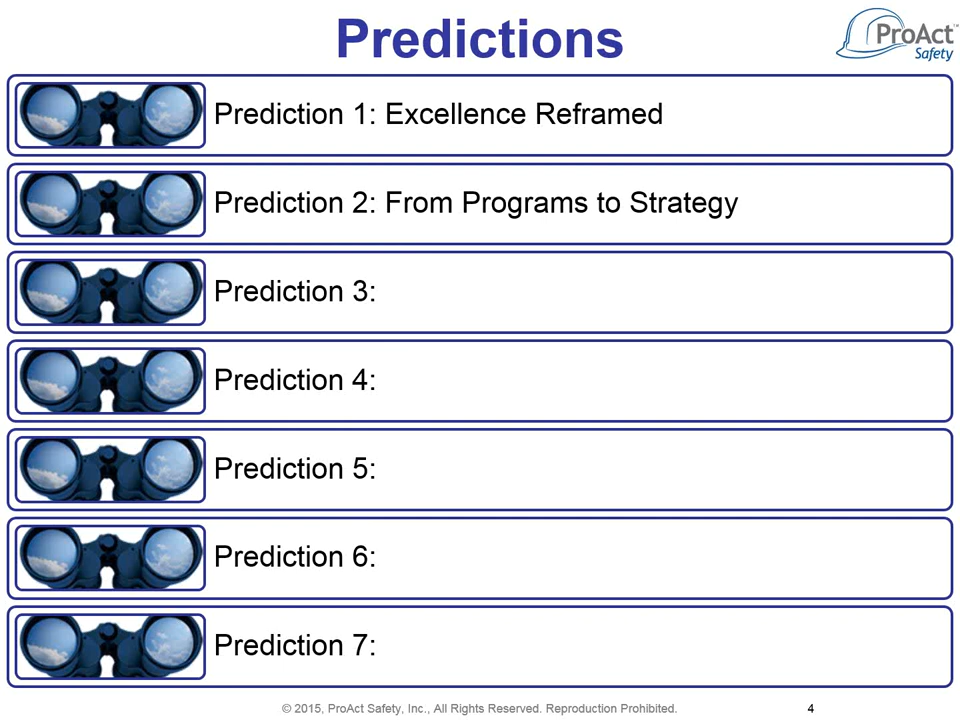 Predictions
ProAct™
Safety
Prediction 1: Excellence Reframed
Prediction 2: From Programs to Strategy
Prediction 3:
Prediction 4:
Prediction 5:
Prediction 6:
Prediction 7:
© 2015, ProAct Safety, Inc., All Rights Reserved. Reproduction Prohibited.
4